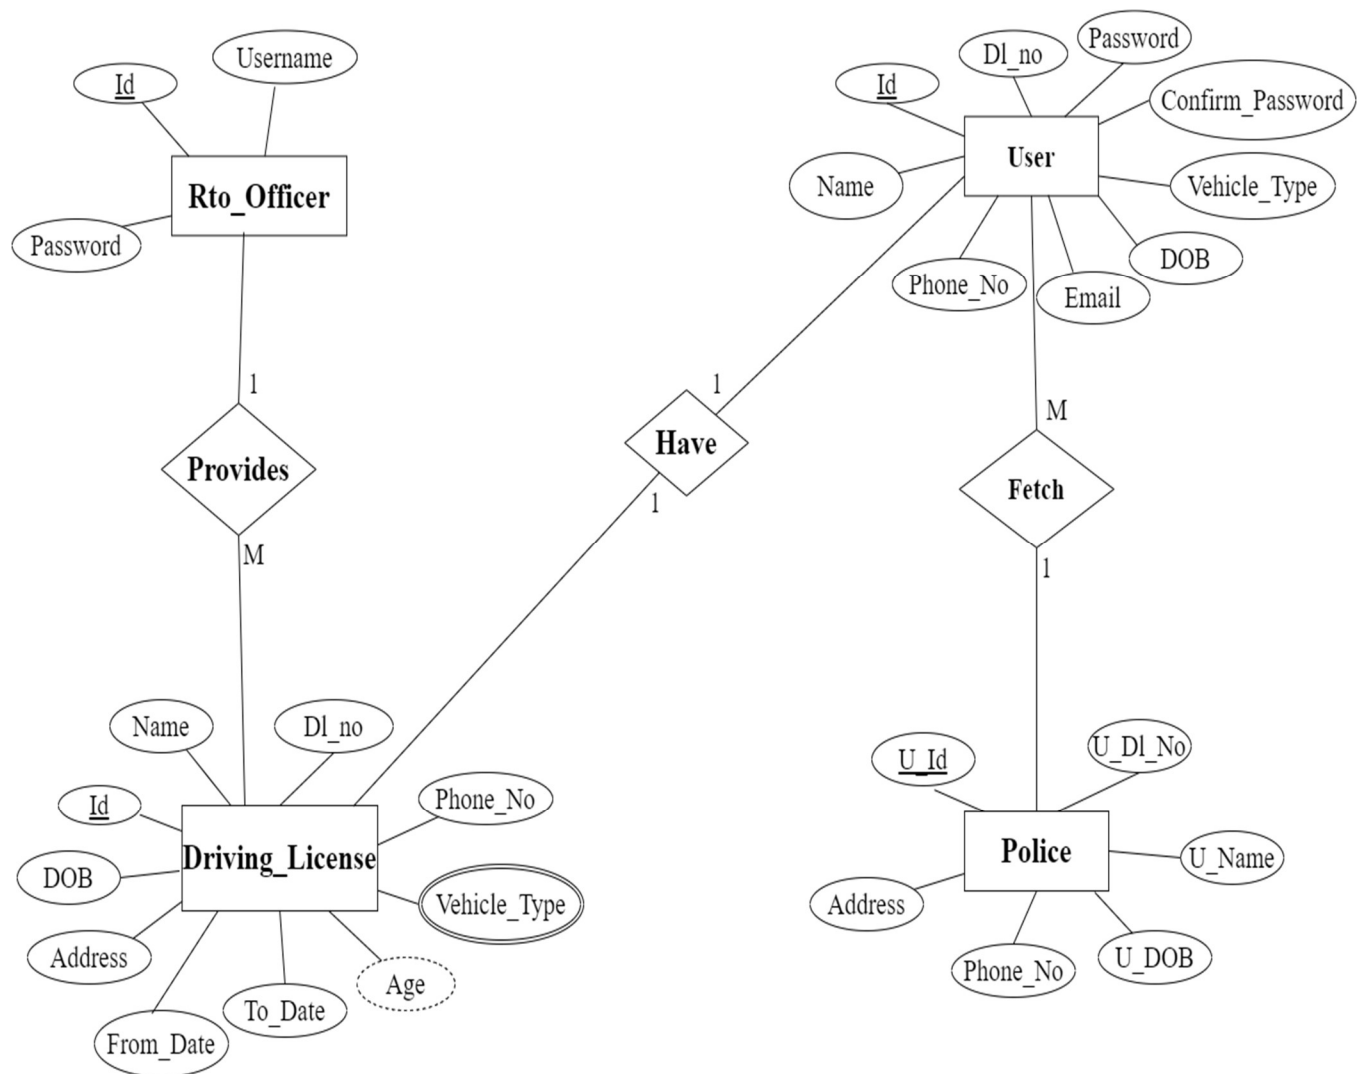 Id
Username
Rto_Officer
Password
Dl_no
Password
Id
Confirm_Password
User
Name
Vehicle_Type
DOB
Phone_No
Email
1
Provides
M
1
Have
1
M
Fetch
1
Name
Dl_no
Id
Phone_No
Driving_License
DOB
Vehicle_Type
Address
Age
To_Date
From_Date
U_Id
U_Dl_No
Police
U_Name
Address
Phone_No
U_DOB